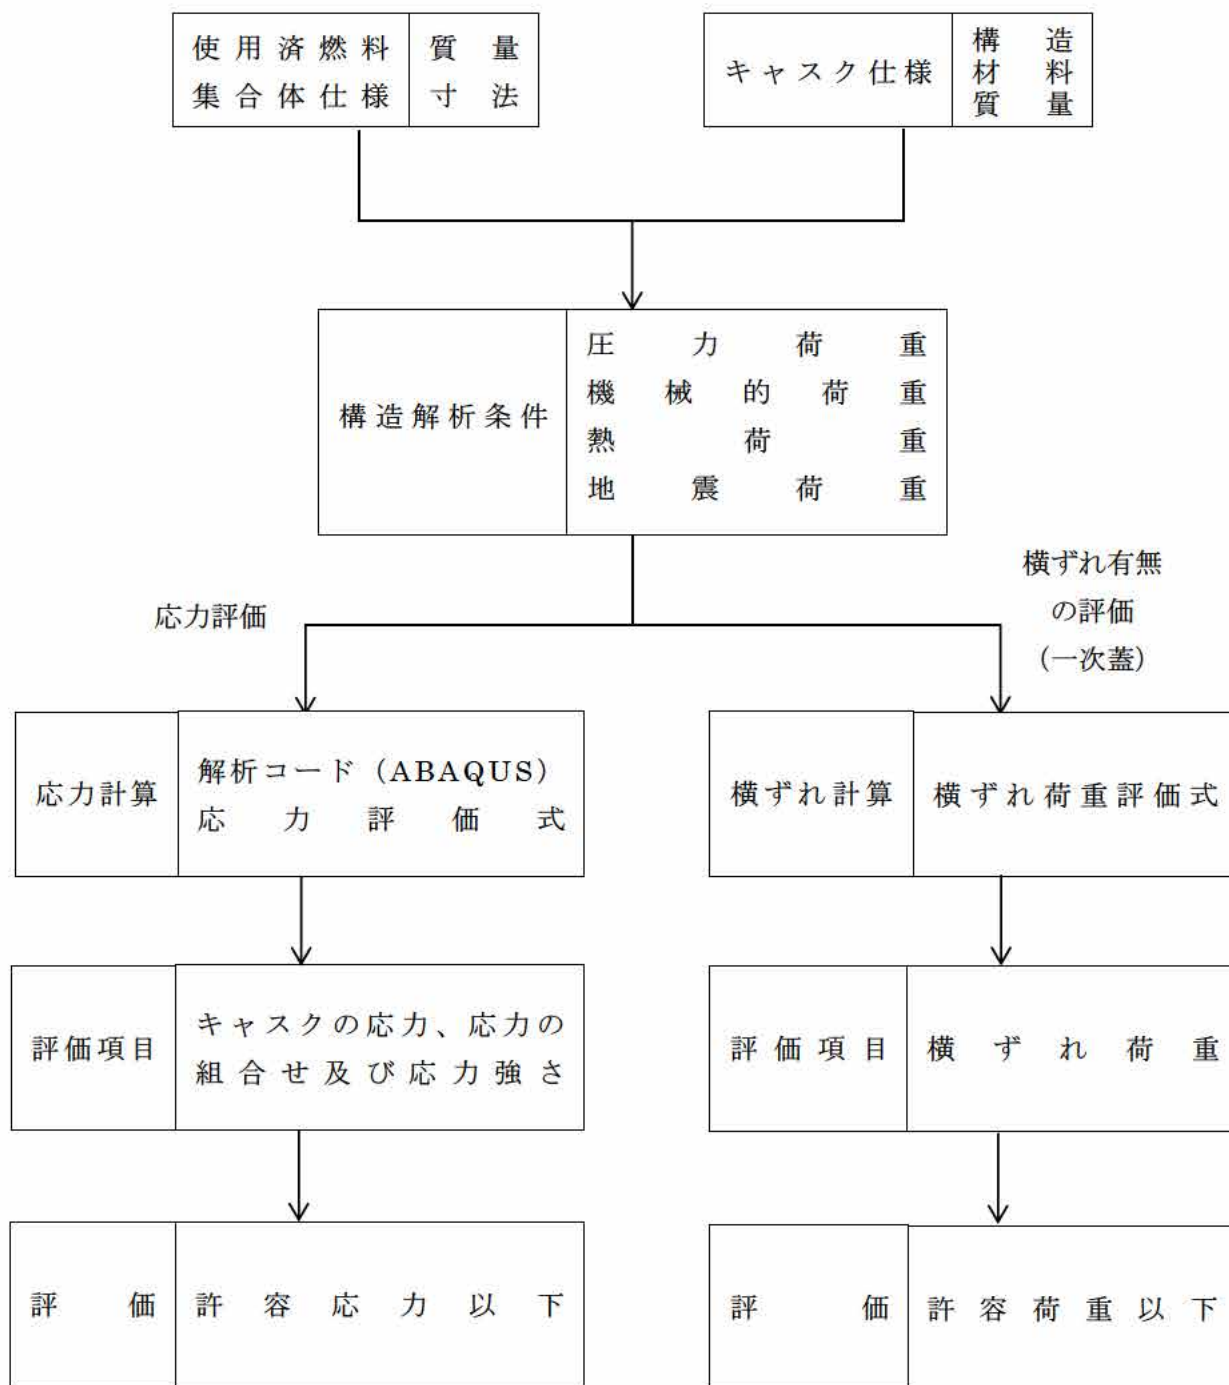 使用済燃料
集合体仕様
質量
寸法
キャスク仕様
構造
材料
質量
構造解析条件
圧力荷重
機械的荷重
熱荷重
地震荷重
応力評価
横ずれ有無
の評価
(一次蓋)
応力計算
解析コード(ABAQUS)
応力評価式
横ずれ計算
横ずれ荷重評価式
評価項目
キャスクの応力、応力の
組合せ及び応力強さ
評価項目
横ずれ荷重
評価
許容応力以下
評価
許容荷重以下